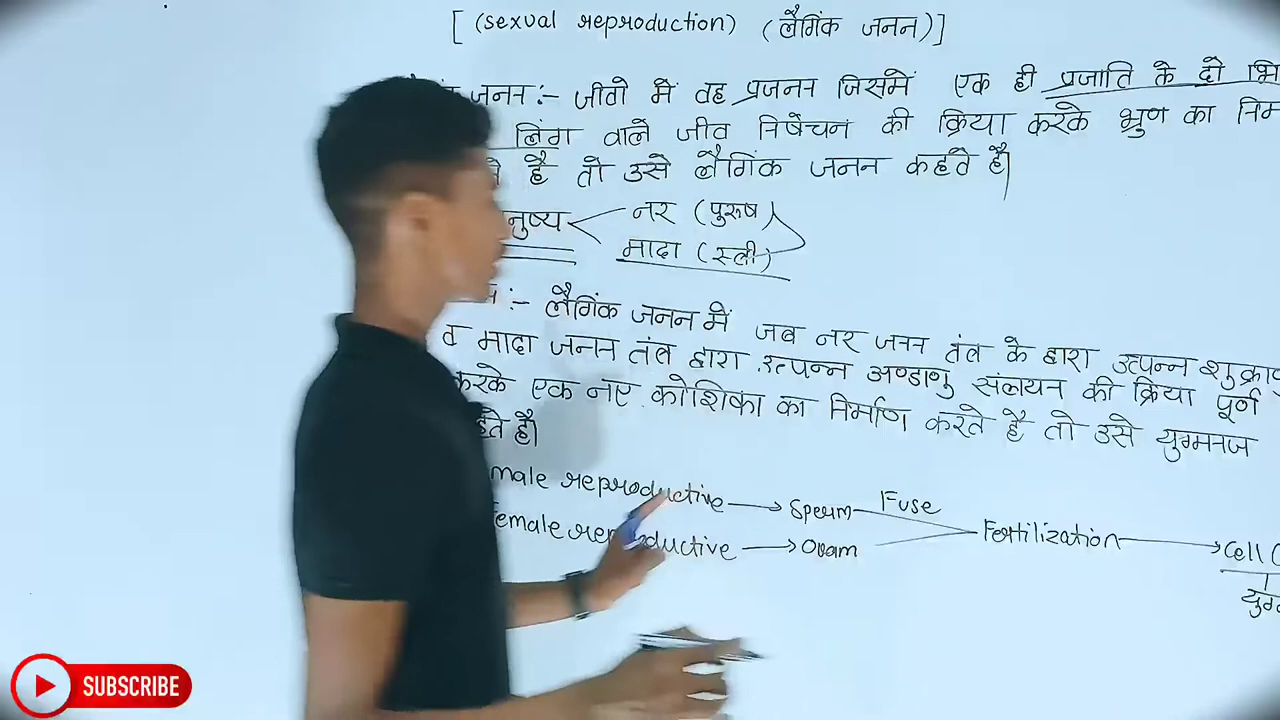 [ (sexual reproduction) (लैगिंक जनन)]
जनन :- जीवो में वह प्रजनन जिसमें एक ही प्रजाति के दो
लिंग वाले जीव निषेचन की क्रिया करके भ्रुण का
है तो उसे लैगिंक जनन कहते है।
नर (पुरुष)
मादा (स्त्री)
:- लैगिंक जनन में जब नर जनन तंत्र के द्वारा उत्पन्न
व मादा जनन तंत्र द्वारा उत्पन्न अण्डाणु संलयन की क्रिया पूर्ण
करके एक नए कोशिका का निर्माण करते है तो उसे युग्मनज
है।
male reproductive → Sperm Fuse
Female reproductive → Ovam Fertilization → Cell (
SUBSCRIBE